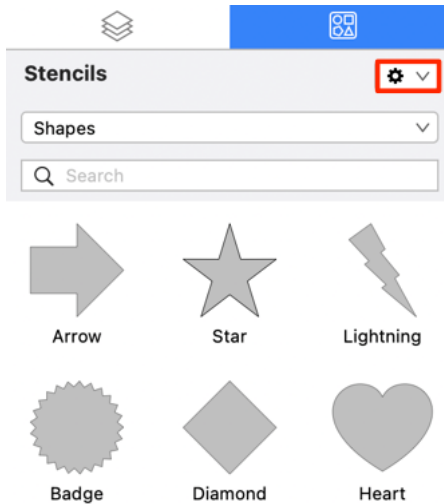 Stencils
Shapes
Search
Arrow Star Lightning
Badge Diamond Heart